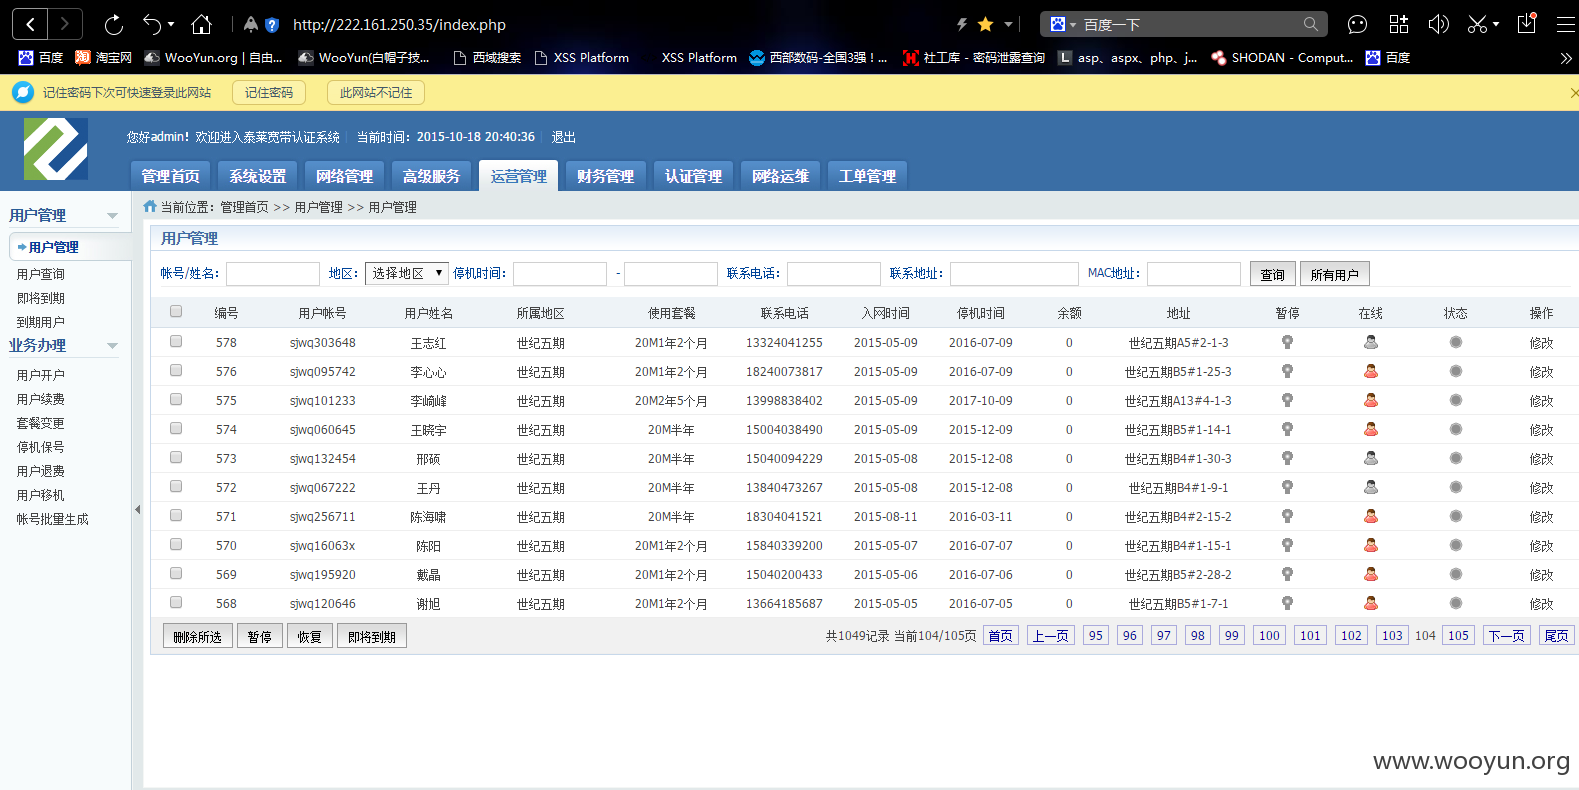 http://222.161.250.35/index.php 百度一下
百度 淘宝网 WooYun.org | 自由... WooYun(白帽子技... 西域搜索 XSS Platform XSS Platform 西部数码-全国3强！... 社工库 - 密码泄露查询 asp、aspx、php、j... SHODAN - Comput... 百度
记住密码下次可快速登录此网站 记住密码 此网站不记住
您好admin！欢迎进入泰莱宽带认证系统 当前时间：2015-10-18 20:40:36 退出
管理首页 系统设置 网络管理 高级服务 运营管理 财务管理 认证管理 网络运维 工单管理
当前位置：管理首页 >> 用户管理 >> 用户管理
用户管理
用户管理
用户查询
即将到期
到期用户
业务办理
用户开户
用户续费
套餐变更
停机保号
用户退费
用户移机
帐号批量生成
用户管理
帐号/姓名： 地区： 选择地区 停机时间： - 联系电话： 联系地址： MAC地址： 查询 所有用户
编号 用户帐号 用户姓名 所属地区 使用套餐 联系电话 入网时间 停机时间 余额 地址 暂停 在线 状态 操作
578 sjwq303648 王志红 世纪五期 20M1年2个月 13324041255 2015-05-09 2016-07-09 0 世纪五期A5#2-1-3 修改
576 sjwq095742 李心心 世纪五期 20M1年2个月 18240073817 2015-05-09 2016-07-09 0 世纪五期B5#1-25-3 修改
575 sjwq101233 李崎峰 世纪五期 20M2年5个月 13998838402 2015-05-09 2017-10-09 0 世纪五期A13#4-1-3 修改
574 sjwq060645 王晓宇 世纪五期 20M半年 15004038490 2015-05-09 2015-12-09 0 世纪五期B5#1-14-1 修改
573 sjwq132454 邢硕 世纪五期 20M半年 15040094229 2015-05-08 2015-12-08 0 世纪五期B4#1-30-3 修改
572 sjwq067222 王丹 世纪五期 20M半年 13840473267 2015-05-08 2015-12-08 0 世纪五期B4#1-9-1 修改
571 sjwq256711 陈海啸 世纪五期 20M半年 18304041521 2015-08-11 2016-03-11 0 世纪五期B4#2-15-2 修改
570 sjwq16063x 陈阳 世纪五期 20M1年2个月 15840339200 2015-05-07 2016-07-07 0 世纪五期B4#1-15-1 修改
569 sjwq195920 戴晶 世纪五期 20M1年2个月 15040200433 2015-05-06 2016-07-06 0 世纪五期B5#2-28-2 修改
568 sjwq120646 谢旭 世纪五期 20M1年2个月 13664185687 2015-05-05 2016-07-05 0 世纪五期B5#1-7-1 修改
删除所选 暂停 恢复 即将到期 共1049记录 当前104/105页 首页 上一页 95 96 97 98 99 100 101 102 103 104 105 下一页 尾页
www.wooyun.org